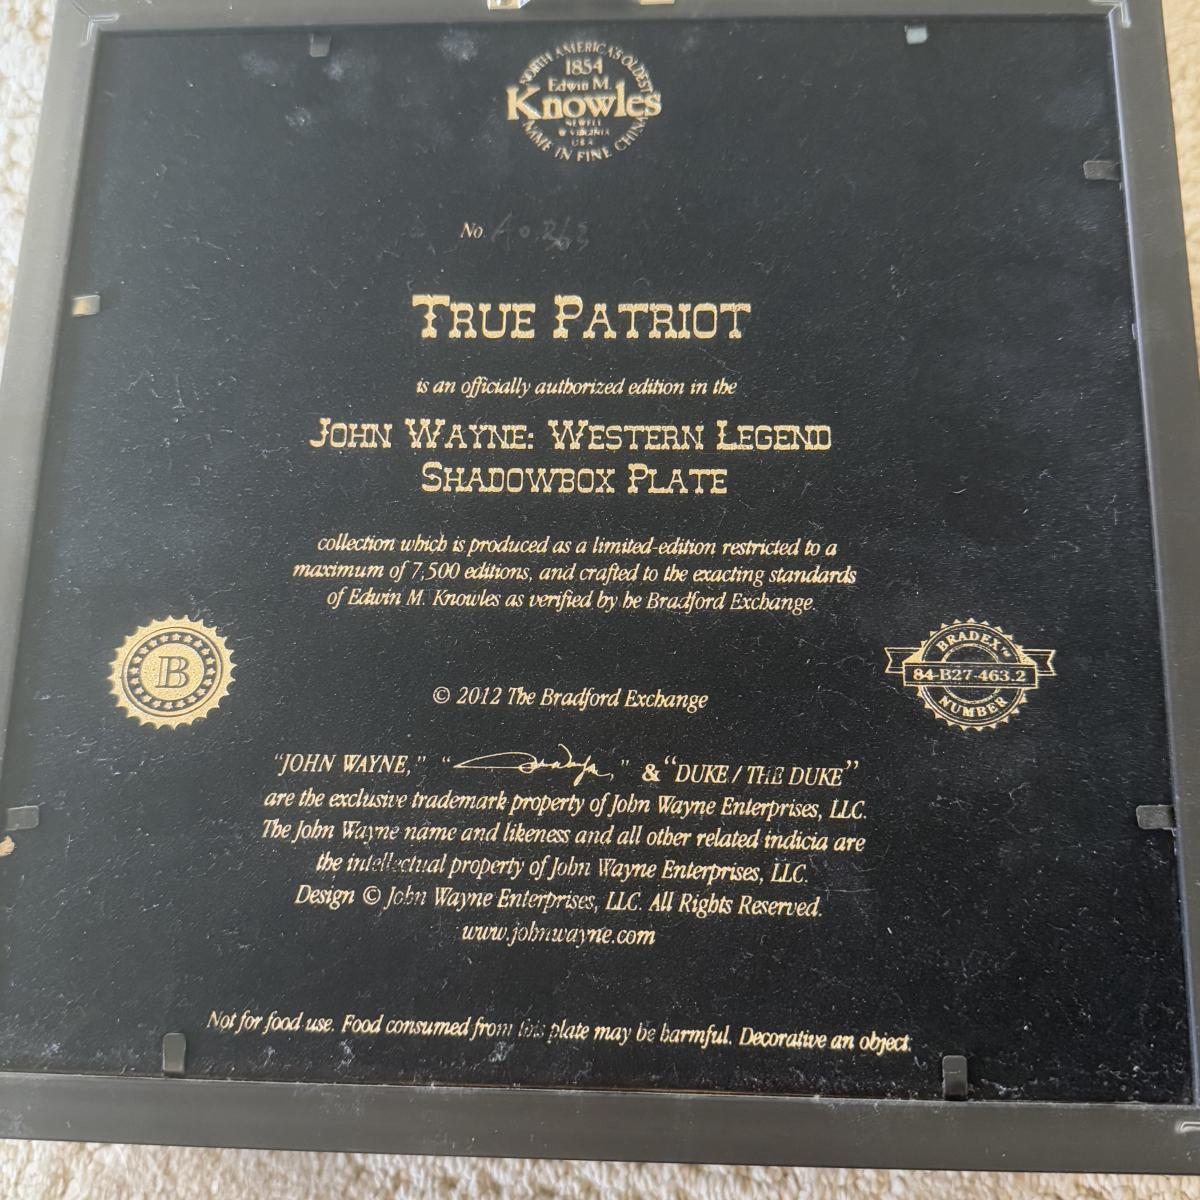 NORTH AMERICA'S OLDEST
1854
Edwin M.
Knowles
NEWELL
W VIRGINIA
USA
NAME IN FINE CHINA
No.
TRUE PATRIOT
is an officially authorized edition in the
JOHN WAYNE: WESTERN LEGEND
SHADOWBOX PLATE
collection which is produced as a limited-edition restricted to a
maximum of 7,500 editions, and crafted to the exacting standards
of Edwin M. Knowles as verified by he Bradford Exchange.
B
BRADEX™
84-B27-463.2
NUMBER
© 2012 The Bradford Exchange
"JOHN WAYNE," " ," & "DUKE / THE DUKE"
are the exclusive trademark property of John Wayne Enterprises, LLC.
The John Wayne name and likeness and all other related indicia are
the intellectual property of John Wayne Enterprises, LLC.
Design © John Wayne Enterprises, LLC. All Rights Reserved.
www.johnwayne.com
Not for food use. Food consumed from this plate may be harmful. Decorative an object.